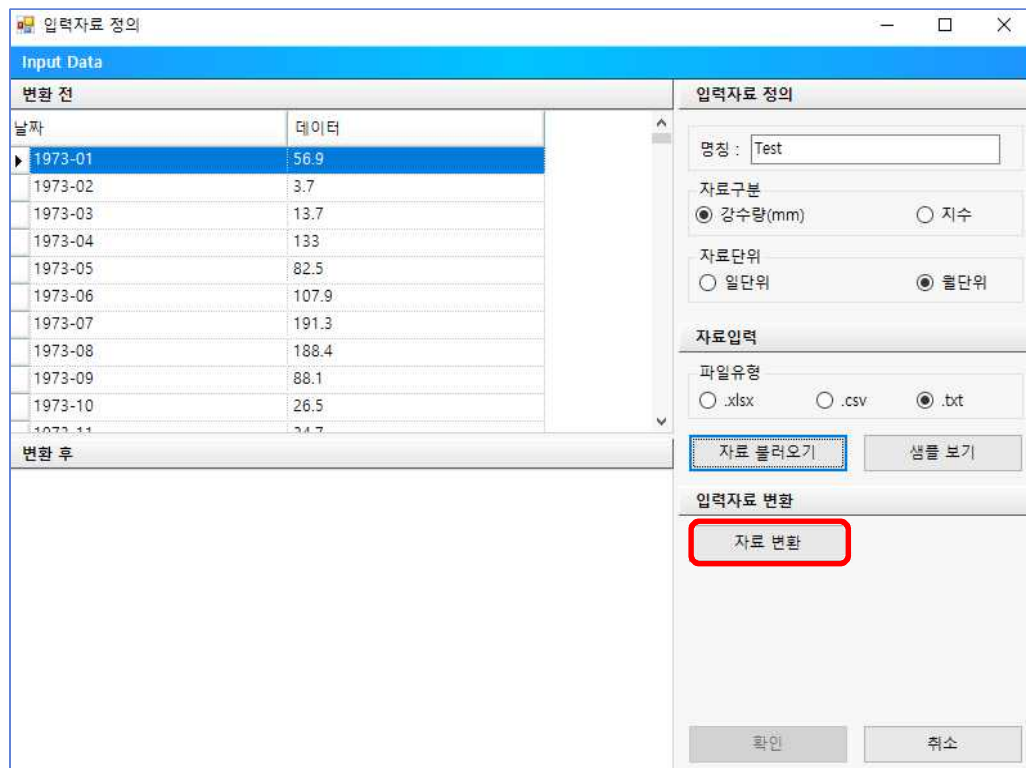 입력자료 정의
Input Data
변환 전
날짜 데이터
1973-01 56.9
1973-02 3.7
1973-03 13.7
1973-04 133
1973-05 82.5
1973-06 107.9
1973-07 191.3
1973-08 188.4
1973-09 88.1
1973-10 26.5
1973-11 34.7
변환 후
입력자료 정의
명칭 : Test
자료구분
강수량(mm) 지수
자료단위
일단위 월단위
자료입력
파일유형
.xlsx .csv .txt
자료 불러오기 샘플 보기
입력자료 변환
자료 변환
확인 취소